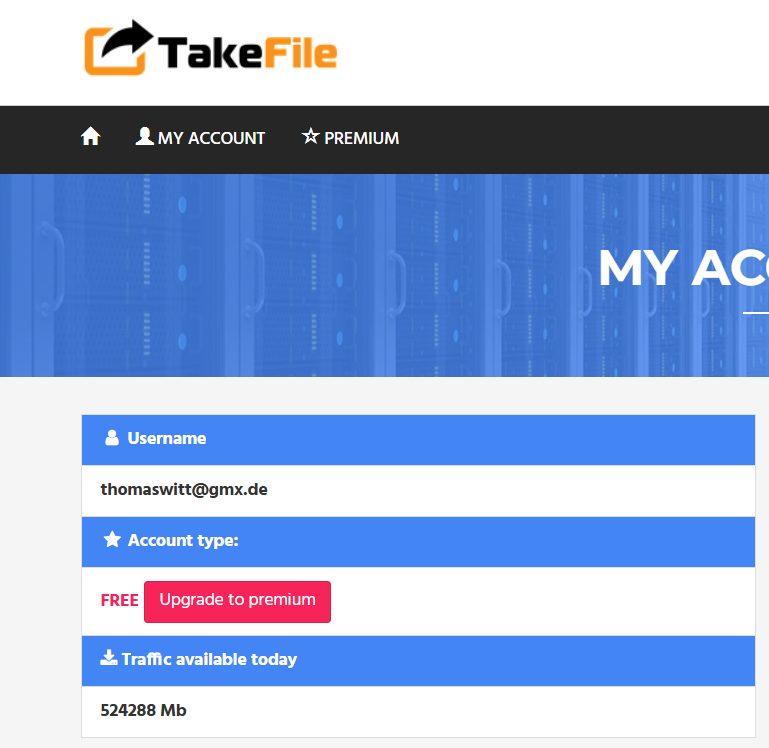 TakeFile
MY ACCOUNT
PREMIUM
MY AC
Username
thomaswitt@gmx.de
Account type:
FREE
Upgrade to premium
Traffic available today
524288 Mb